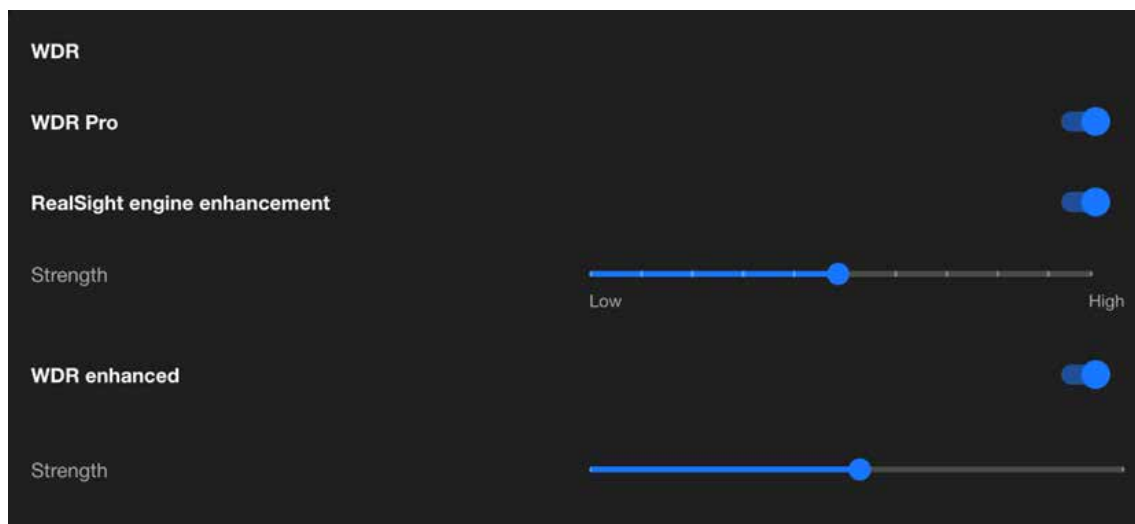 WDR
WDR Pro
RealSight engine enhancement
Strength
Low High
WDR enhanced
Strength